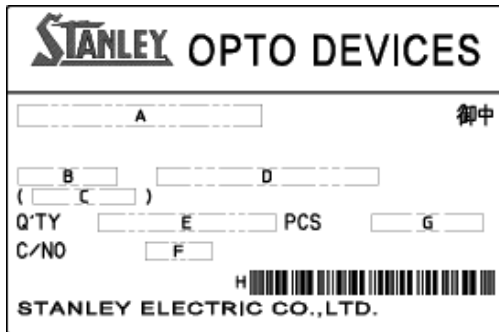 STANLEY OPTO DEVICES
A 御中
B D
( C )
Q'TY E PCS G
C/NO F
H
STANLEY ELECTRIC CO.,LTD.